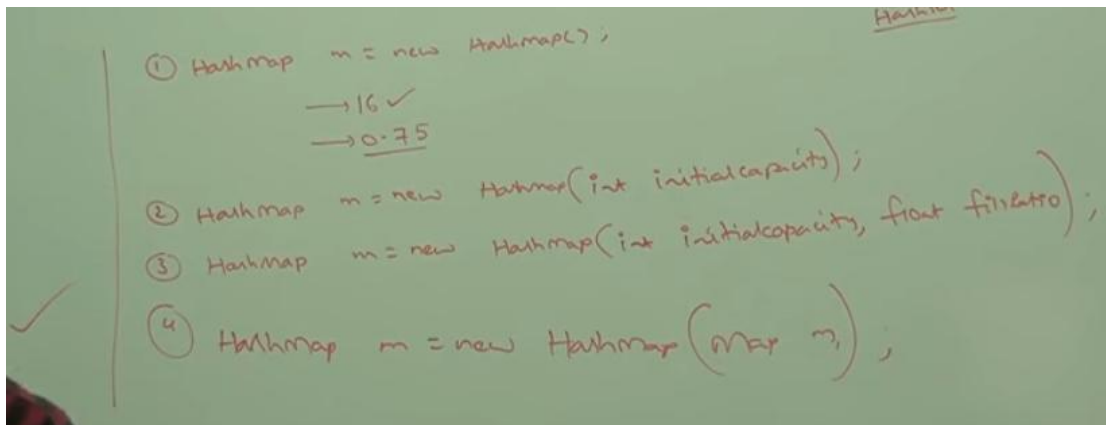 ① HashMap m = new HashMap();
→ 16 ✓
→ 0.75
② HashMap m = new HashMap(int initialcapacity);
③ HashMap m = new HashMap(int initialcapacity, float fillratio);
④ HashMap m = new HashMap(Map m);